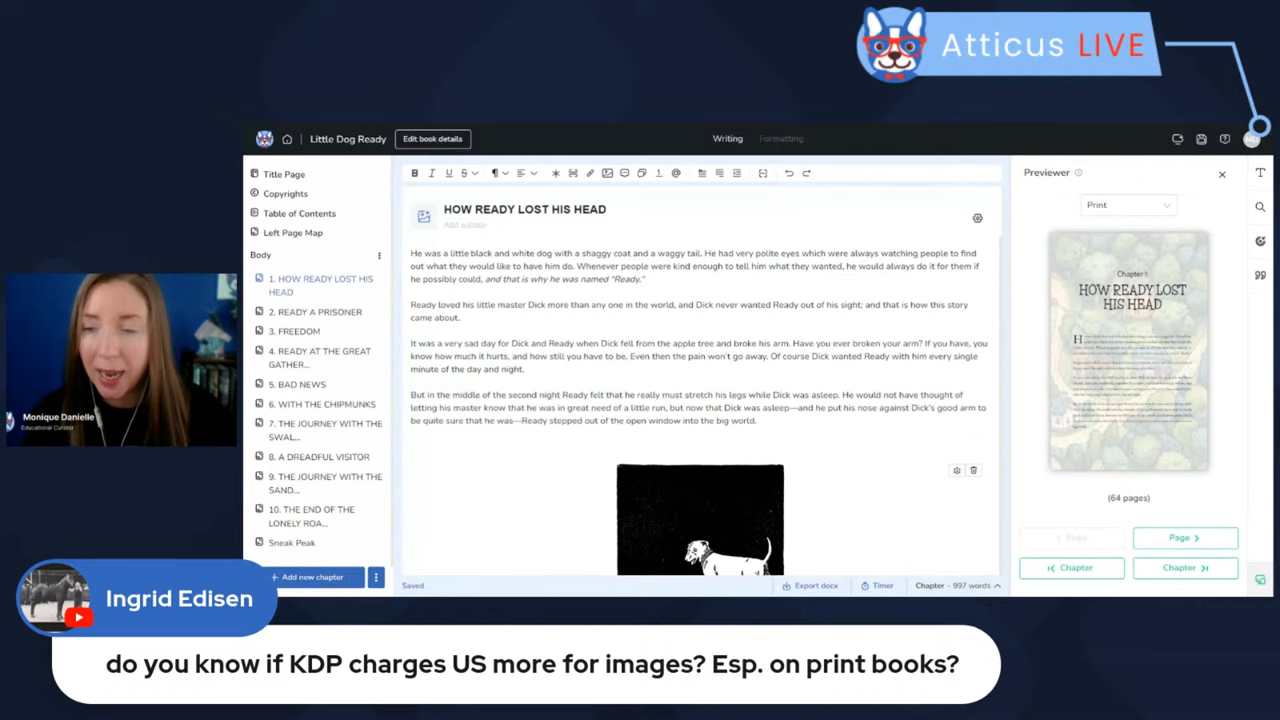 Atticus LIVE
Little Dog Ready
Edit book details
Writing
Formatting
Title Page
Copyrights
Table of Contents
Left Page Map
Body
1. HOW READY LOST HIS
HEAD
2. READY A PRISONER
3. FREEDOM
4. READY AT THE GREAT
GATHER...
5. BAD NEWS
6. WITH THE CHIPMUNKS
7. THE JOURNEY WITH THE
SWAL...
8. A DREADFUL VISITOR
9. THE JOURNEY WITH THE
SAND...
10. THE END OF THE
LONELY ROA...
Sneak Peak
+ Add new chapter
HOW READY LOST HIS HEAD
Add subtitle
He was a little black and white dog with a shaggy coat and a waggy tail. He had very polite eyes which were always watching people to find
out what they would like to have him do. Whenever people were kind enough to tell him what they wanted, he would always do it for them if
he possibly could, and that is why he was named "Ready."
Ready loved his little master Dick more than any one in the world, and Dick never wanted Ready out of his sight; and that is how this story
came about.
It was a very sad day for Dick and Ready when Dick fell from the apple tree and broke his arm. Have you ever broken your arm? If you have, you
know how much it hurts, and how still you have to be. Even then the pain won't go away. Of course Dick wanted Ready with him every single
minute of the day and night.
But in the middle of the second night Ready felt that he really must stretch his legs while Dick was asleep. He would not have thought of
letting his master know that he was in great need of a little run, but now that Dick was asleep—and he put his nose against Dick's good arm to
be quite sure that he was—Ready stepped out of the open window into the big world.
Saved
Export docx
Timer
Chapter - 997 words
Previewer
Print
Chapter 1
HOW READY LOST
HIS HEAD
(64 pages)
< Page
Page >
Chapter
Chapter
Monique Danielle
Educational Curator
Ingrid Edisen
do you know if KDP charges US more for images? Esp. on print books?